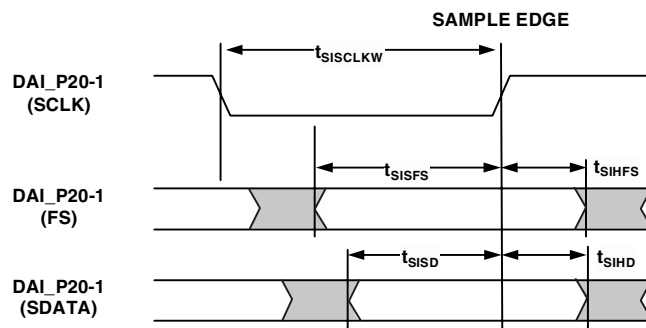 SAMPLE EDGE
tSISCLKW
DAI_P20-1
(SCLK)
tSISFS
tSIHFS
DAI_P20-1
(FS)
tSISD
tSIHD
DAI_P20-1
(SDATA)